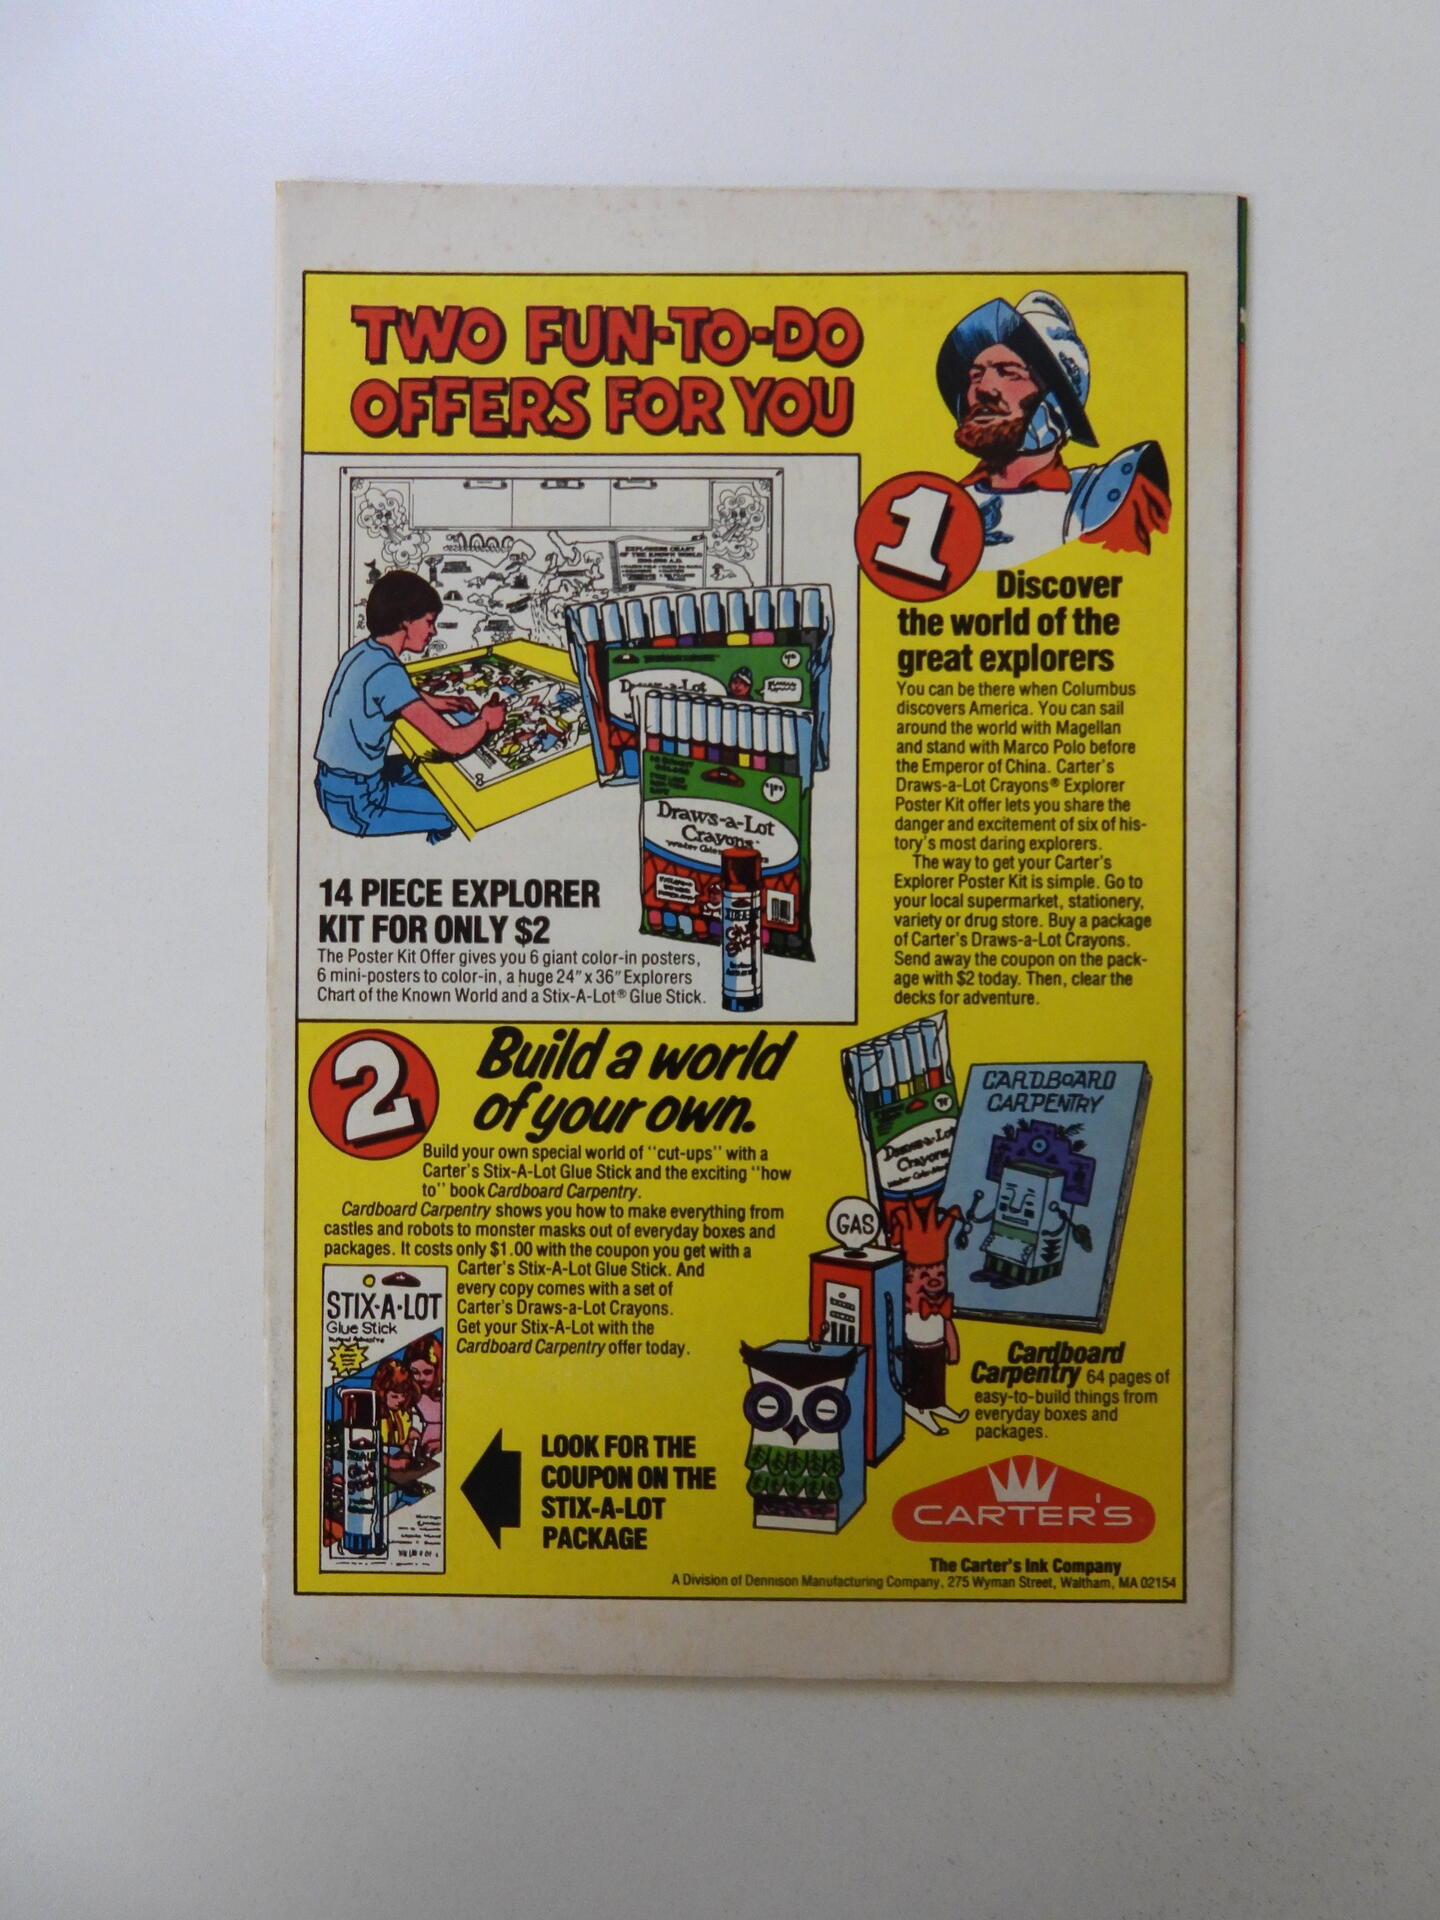 TWO FUN-TO-DO
OFFERS FOR YOU
1
Discover
the world of the
great explorers
You can be there when Columbus
discovers America. You can sail
around the world with Magellan
and stand with Marco Polo before
the Emperor of China. Carter's
Draws-a-Lot Crayons® Explorer
Poster Kit offer lets you share the
danger and excitement of six of his-
tory's most daring explorers.
The way to get your Carter's
Explorer Poster Kit is simple. Go to
your local supermarket, stationery,
variety or drug store. Buy a package
of Carter's Draws-a-Lot Crayons.
Send away the coupon on the pack-
age with $2 today. Then, clear the
decks for adventure.
EXPLORERS CHART
OF THE KNOWN WORLD
Draws-a-Lot
Draws-a-Lot
Crayons
Glue
Stick
14 PIECE EXPLORER
KIT FOR ONLY $2
The Poster Kit Offer gives you 6 giant color-in posters,
6 mini-posters to color-in, a huge 24" x 36" Explorers
Chart of the Known World and a Stix-A-Lot® Glue Stick.
2
Build a world
of your own.
Build your own special world of "cut-ups" with a
Carter's Stix-A-Lot Glue Stick and the exciting "how
to" book Cardboard Carpentry.
Cardboard Carpentry shows you how to make everything from
castles and robots to monster masks out of everyday boxes and
packages. It costs only $1.00 with the coupon you get with a
Carter's Stix-A-Lot Glue Stick. And
every copy comes with a set of
Carter's Draws-a-Lot Crayons.
Get your Stix-A-Lot with the
Cardboard Carpentry offer today.
STIX-A-LOT
Glue Stick
LOOK FOR THE
COUPON ON THE
STIX-A-LOT
PACKAGE
Draws-a-Lot
Crayons
CARDBOARD
CARPENTRY
GAS
Cardboard
Carpentry 64 pages of
easy-to-build things from
everyday boxes and
packages.
CARTER'S
The Carter's Ink Company
A Division of Dennison Manufacturing Company, 275 Wyman Street, Waltham, MA 02154